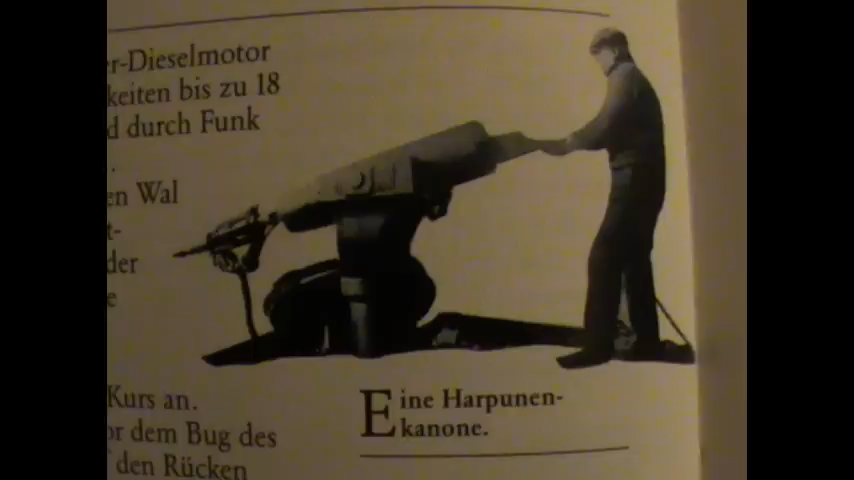 r-Dieselmotor
keiten bis zu 18
d durch Funk
.
en Wal
t-
der
e
Kurs an.
or dem Bug des
den Rücken
Eine Harpunen-
kanone.